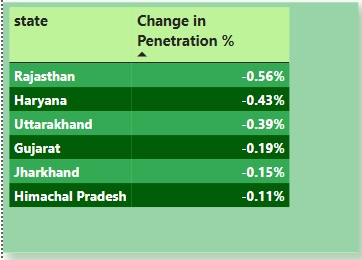 state Change in
Penetration %
Rajasthan -0.56%
Haryana -0.43%
Uttarakhand -0.39%
Gujarat -0.19%
Jharkhand -0.15%
Himachal Pradesh -0.11%